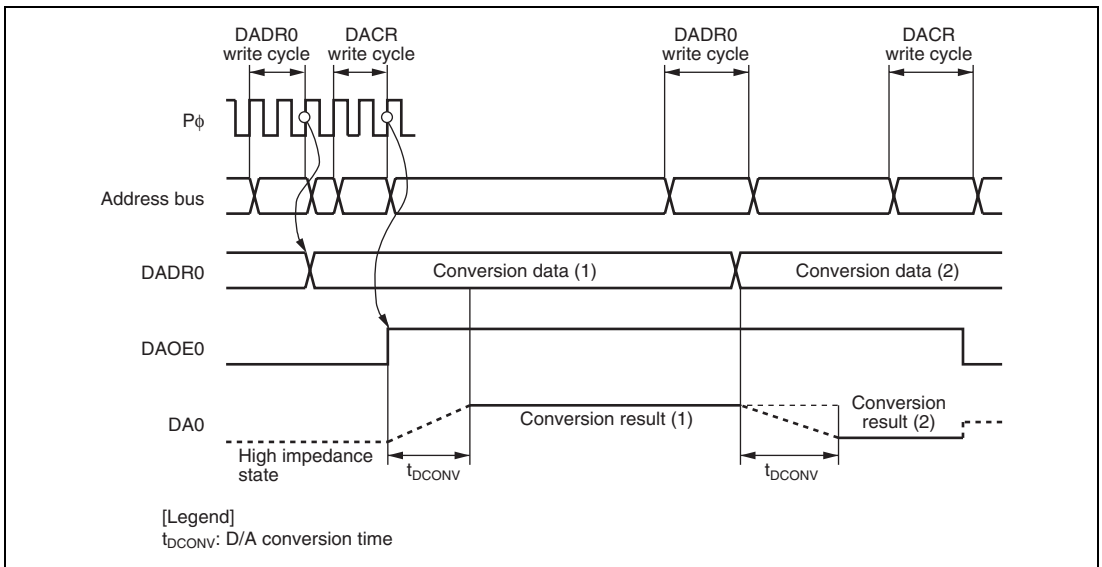 DADR0
write cycle
DACR
write cycle
DADR0
write cycle
DACR
write cycle
Pϕ
Address bus
DADR0
Conversion data (1)
Conversion data (2)
DAOE0
DA0
Conversion result (1)
Conversion
result (2)
High impedance
state
tDCONV
tDCONV
[Legend]
tDCONV: D/A conversion time